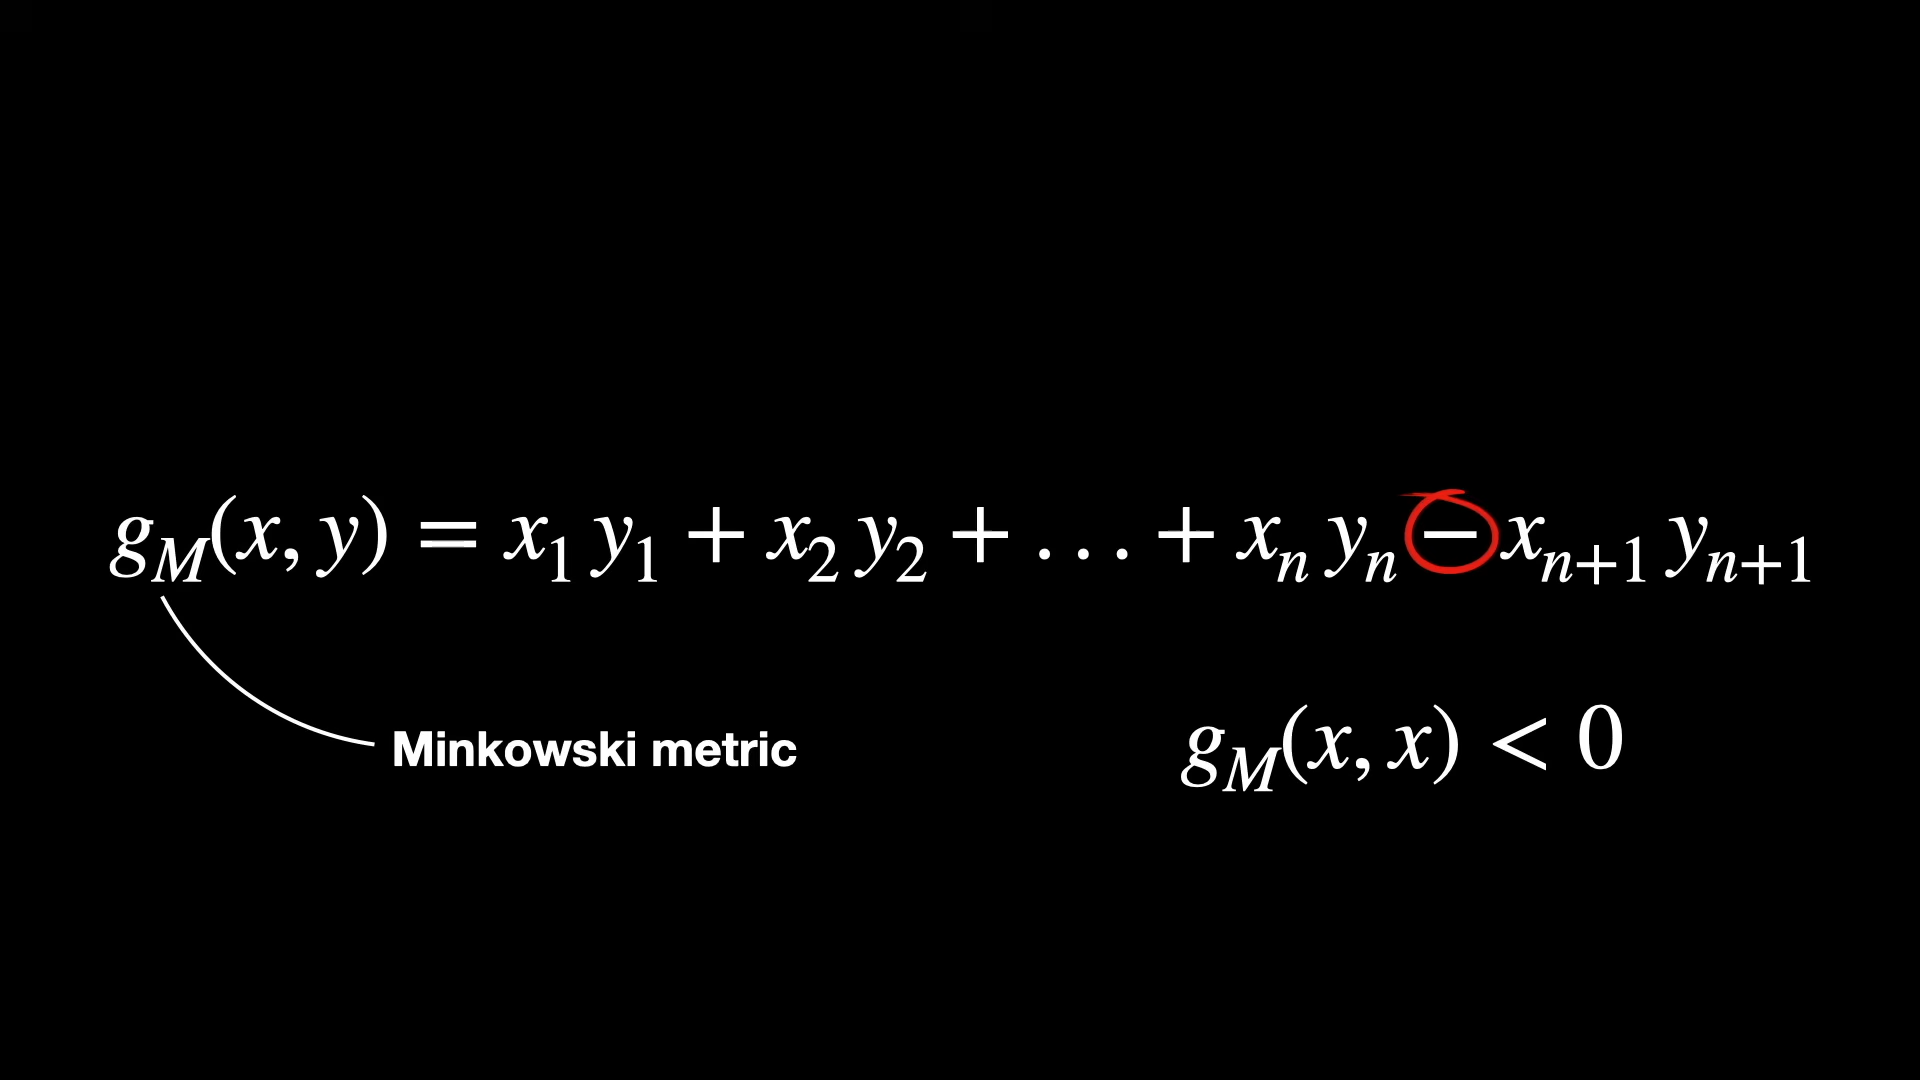 g_M(x, y) = x_1 y_1 + x_2 y_2 + . . . + x_n y_n − x_{n+1} y_{n+1}
Minkowski metric
g_M(x, x) < 0